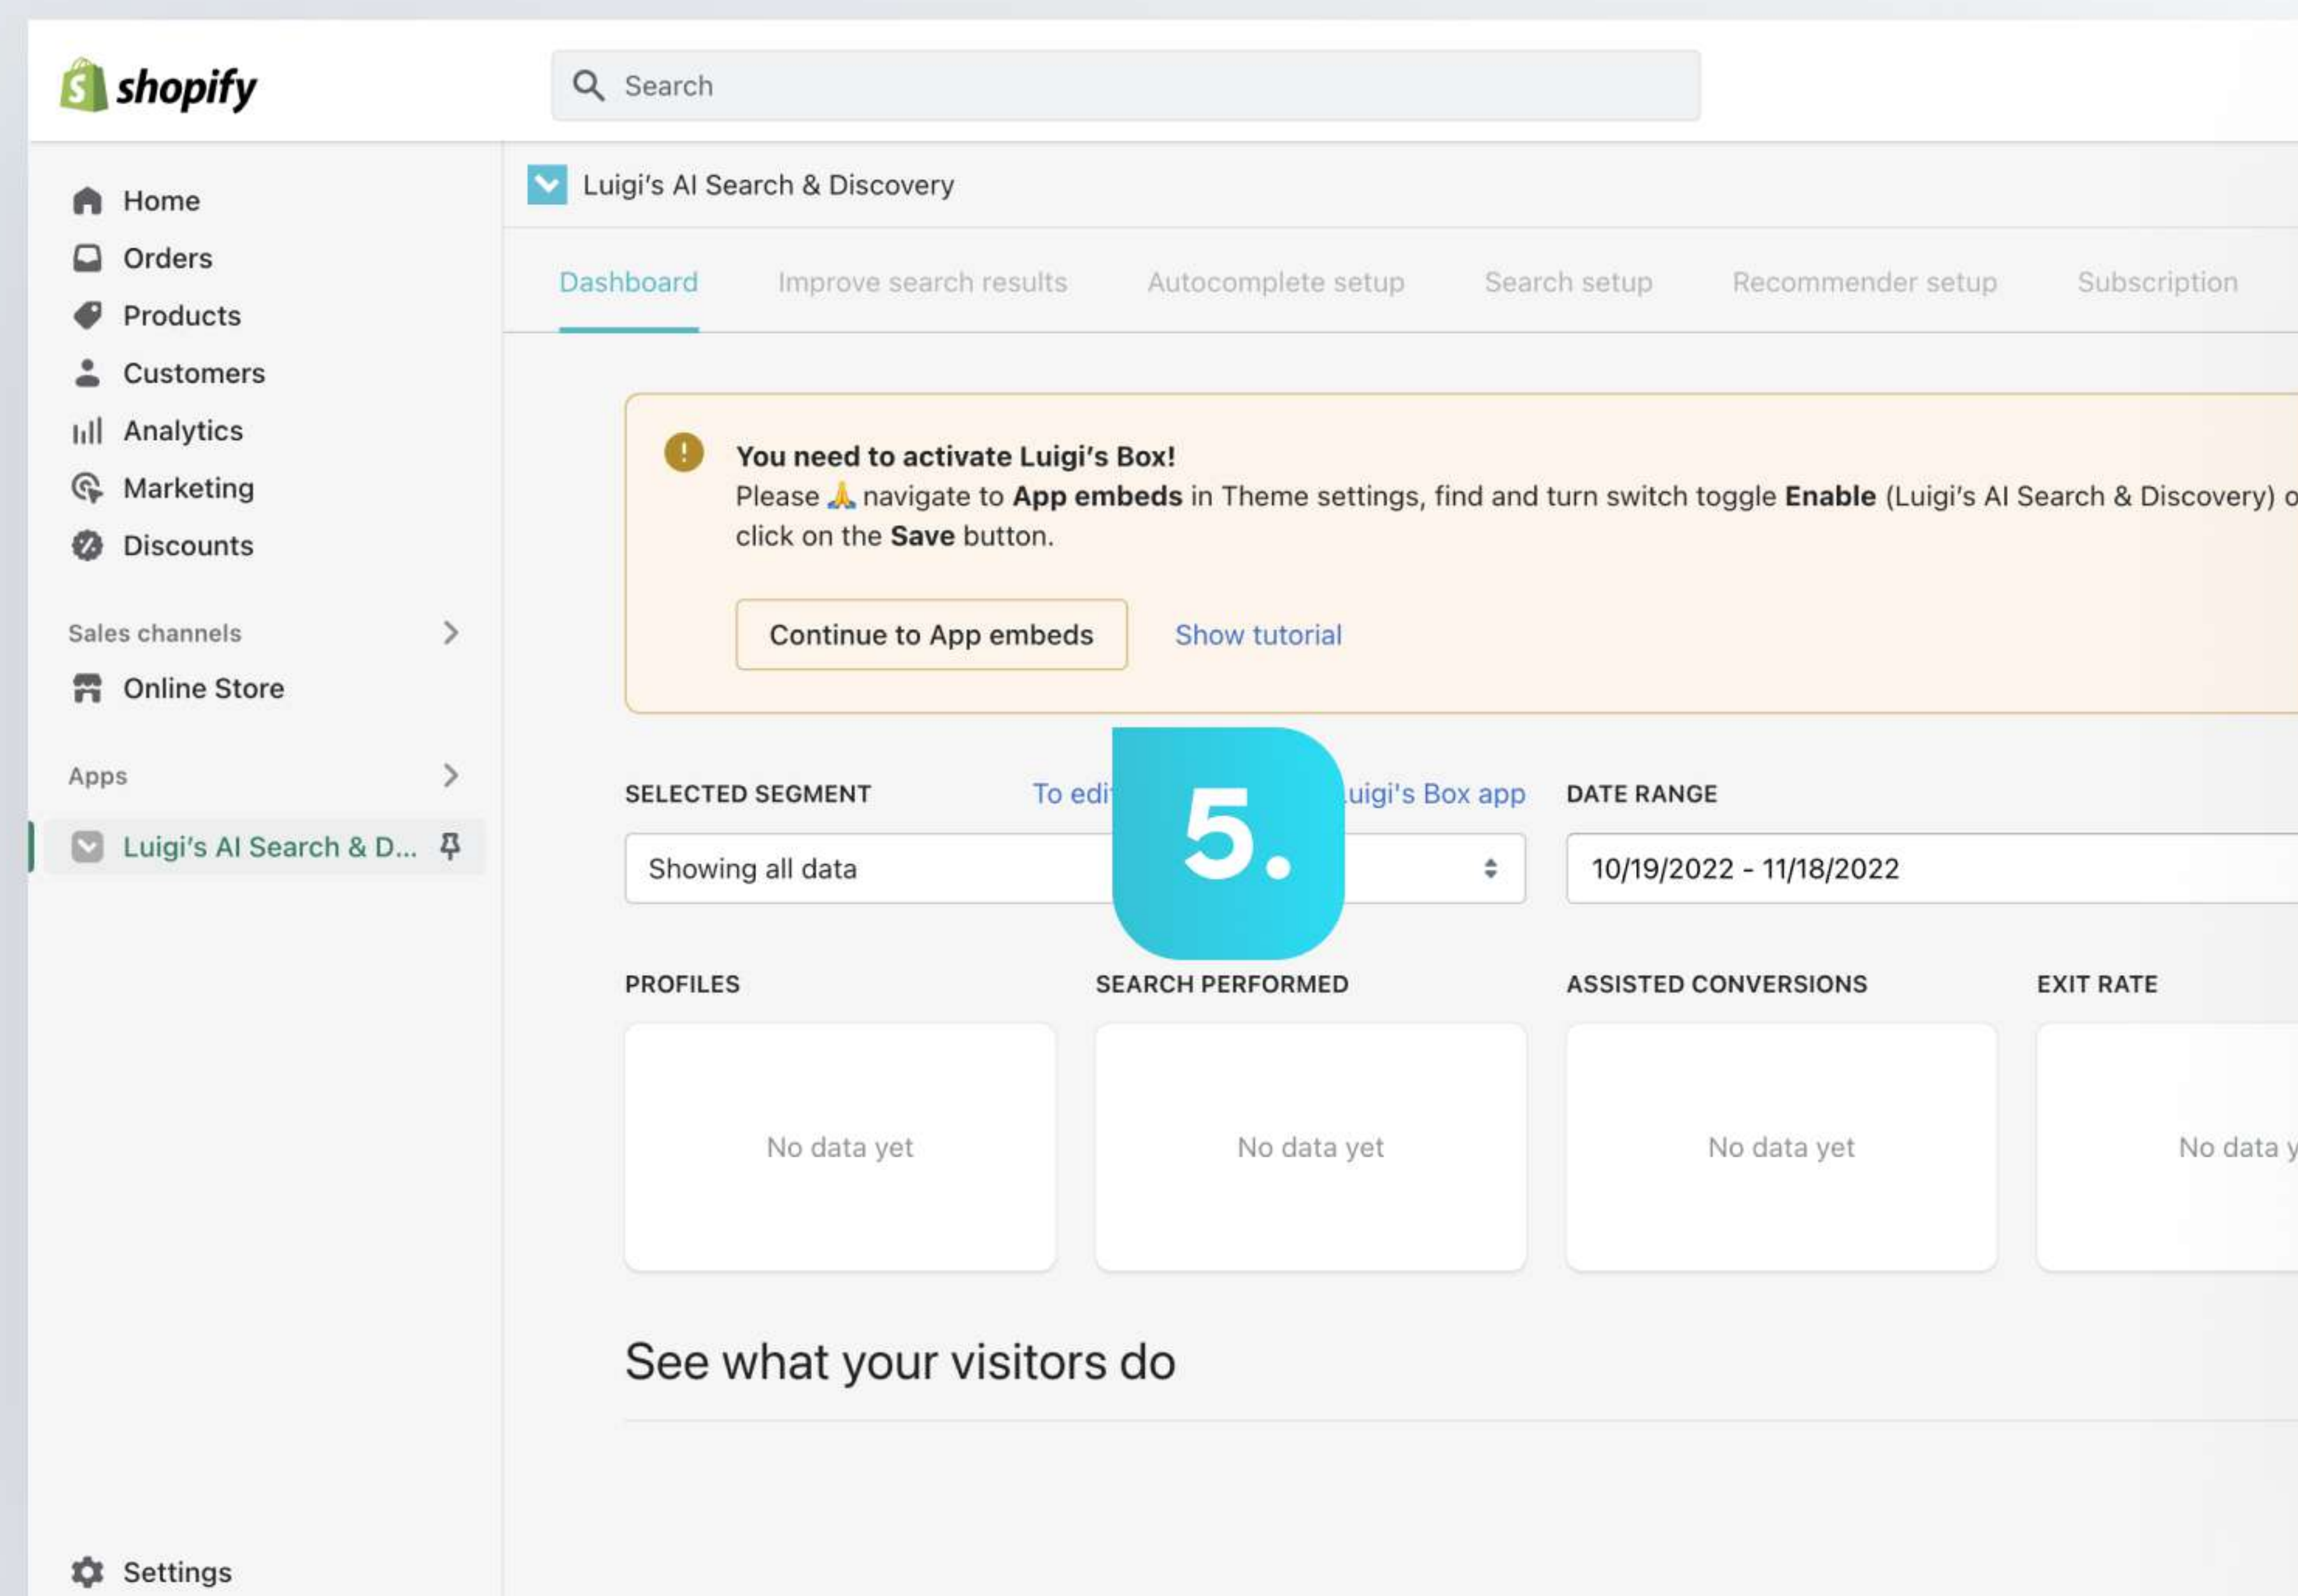 shopify
Search
Home
Orders
Products
Customers
Analytics
Marketing
Discounts
Sales channels
Online Store
Apps
Luigi's AI Search & D...
Settings
Luigi's AI Search & Discovery
Dashboard Improve search results Autocomplete setup Search setup Recommender setup Subscription
You need to activate Luigi's Box!
Please 🙏 navigate to App embeds in Theme settings, find and turn switch toggle Enable (Luigi's AI Search & Discovery)
click on the Save button.
Continue to App embeds Show tutorial
SELECTED SEGMENT To Box app DATE RANGE
5.
Showing all data 10/19/2022 - 11/18/2022
PROFILES SEARCH PERFORMED ASSISTED CONVERSIONS EXIT RATE
No data yet No data yet No data yet No data
See what your visitors do